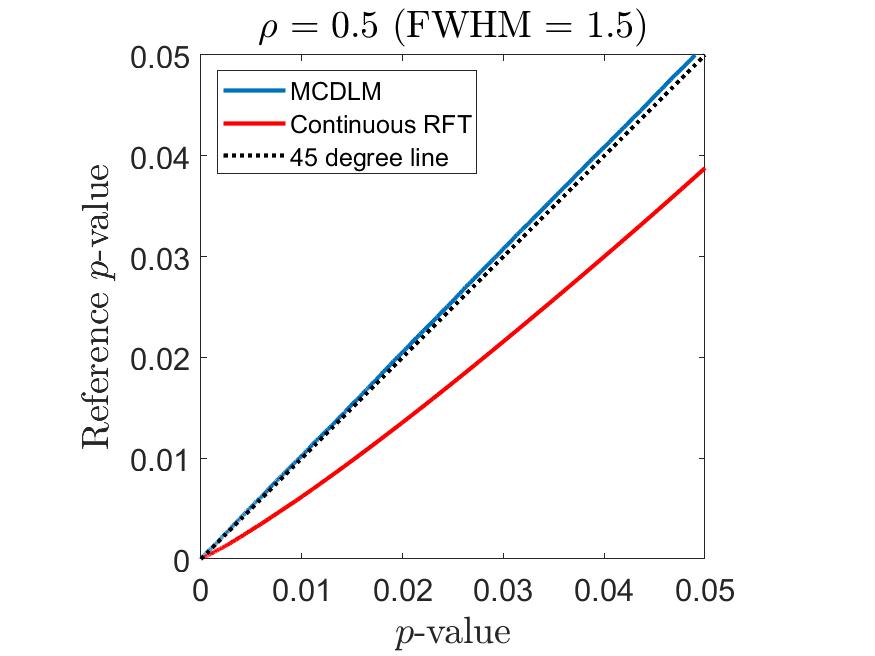 ρ = 0.5 (FWHM = 1.5)
0.05
MCDLM
Continuous RFT
45 degree line
0.04
0.03
0.02
0.01
0
Reference p-value
0 0.01 0.02 0.03 0.04 0.05
p-value